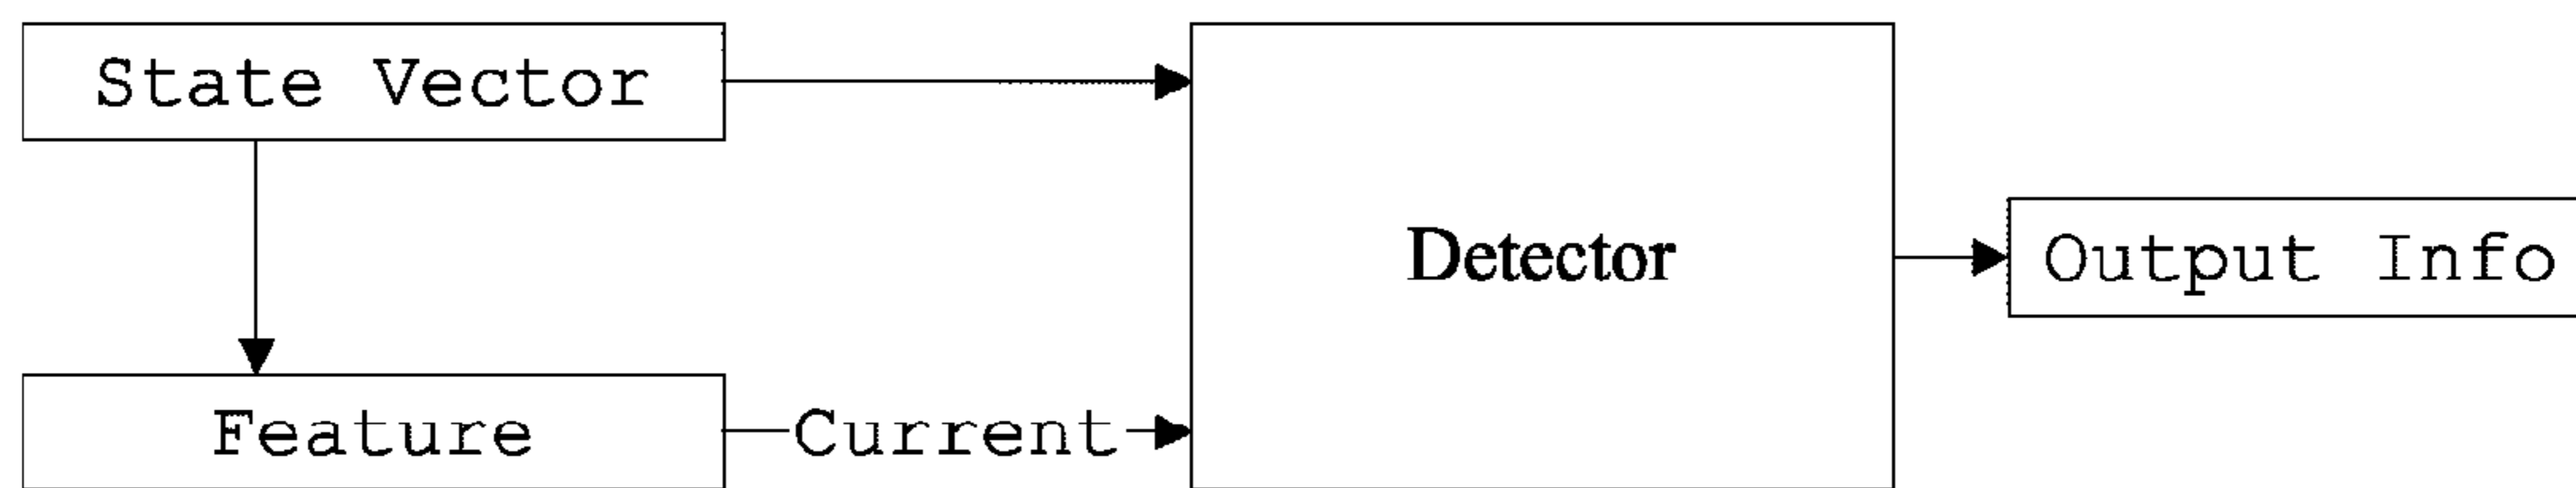 State Vector
Detector
Output Info
Feature
Current